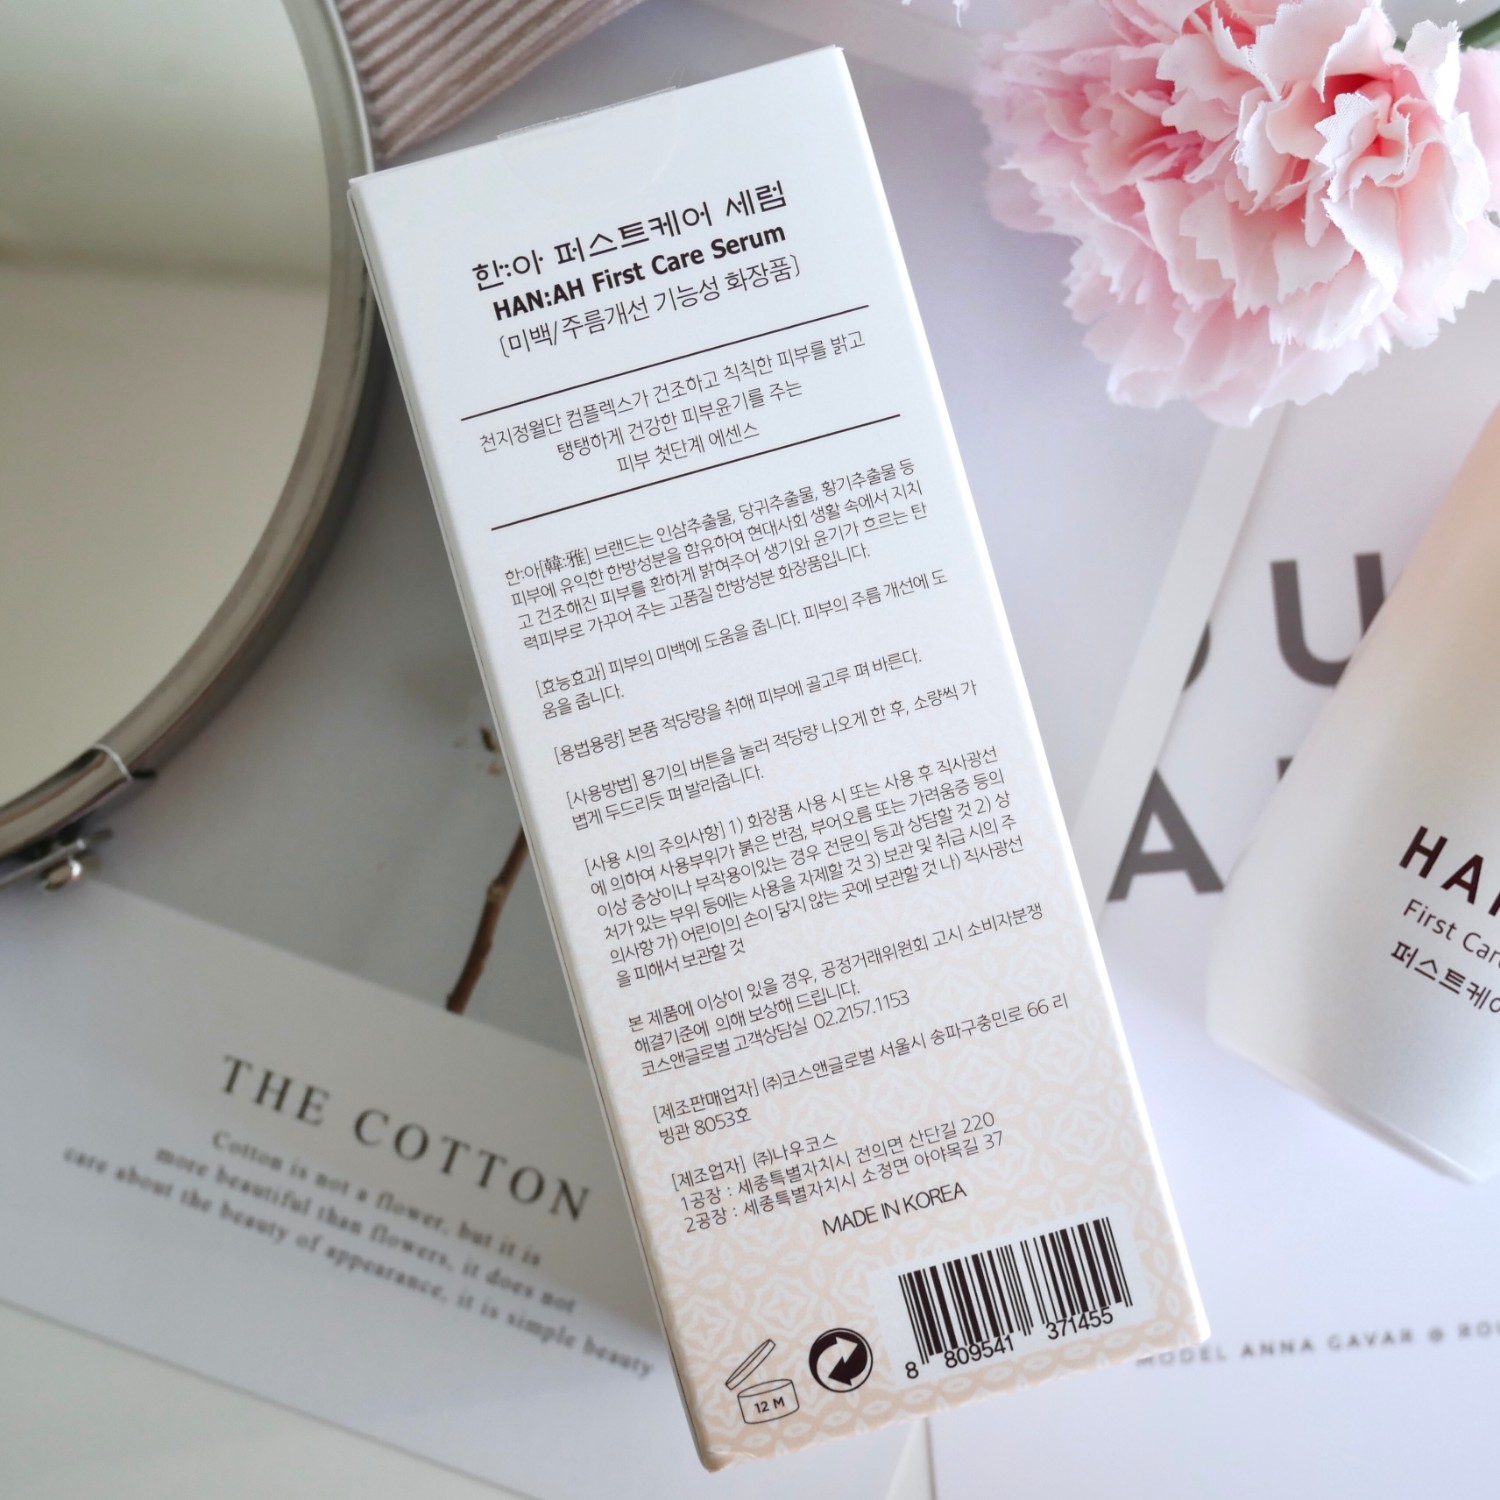 한:아 퍼스트케어 세럼
HAN:AH First Care Serum
[미백/주름개선 기능성 화장품]
천지정월단 컴플렉스가 건조하고 칙칙한 피부를 밝고
탱탱하게 건강한 피부윤기를 주는
피부 첫단계 에센스
한:아[韓:雅] 브랜드는 인삼추출물, 당귀추출물, 황기추출물 등
피부에 유익한 한방성분을 함유하여 현대사회 생활 속에서 지치
고 건조해진 피부를 환하게 밝혀주어 생기와 윤기가 흐르는 탄
력피부로 가꾸어 주는 고품질 한방성분 화장품입니다.
[효능효과] 피부의 미백에 도움을 줍니다. 피부의 주름 개선에 도
움을 줍니다.
[용법용량] 본품 적당량을 취해 피부에 골고루 펴 바른다.
[사용방법] 용기의 버튼을 눌러 적당량 나오게 한 후, 소량씩 가
볍게 두드리듯 펴 발라줍니다.
[사용 시의 주의사항] 1) 화장품 사용 시 또는 사용 후 직사광선
에 의하여 사용부위가 붉은 반점, 부어오름 또는 가려움증 등의
이상 증상이나 부작용이있는 경우 전문의 등과 상담할 것 2) 상
처가 있는 부위 등에는 사용을 자제할 것 3) 보관 및 취급 시의 주
의사항 가) 어린이의 손이 닿지 않는 곳에 보관할 것 나) 직사광선
을 피해서 보관할 것
본 제품에 이상이 있을 경우, 공정거래위원회 고시 소비자분쟁
해결기준에 의해 보상해 드립니다.
코스앤글로벌 고객상담실 02.2157.1153
[제조판매업자] (주)코스앤글로벌 서울시 송파구충민로 66 리
빙관 8053호
[제조업자] (주)나우코스
1공장 : 세종특별자치시 전의면 산단길 220
2공장 : 세종특별자치시 소정면 아야목길 37
MADE IN KOREA
8 809541 371455
12 M
THE COTTON
Cotton is not a flower, but it is
more beautiful than flowers, it does not
care about the beauty of appearance, it is simple beauty
OU
A
MODEL ANNA GAVAR @
HA
First Car
퍼스트케어